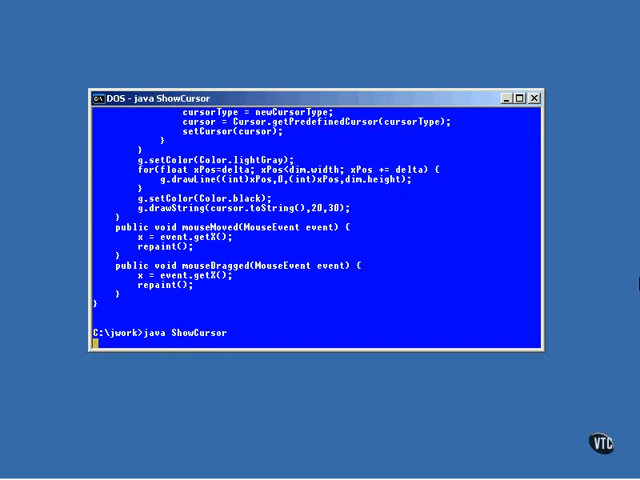 DOS - java ShowCursor
cursorType = newCursorType;
cursor = Cursor.getPredefinedCursor(cursorType);
setCursor(cursor);
}
}
g.setColor(Color.lightGray);
for(float xPos=delta; xPos<dim.width; xPos += delta) {
g.drawLine((int)xPos,0,(int)xPos,dim.height);
}
g.setColor(Color.black);
g.drawString(cursor.toString(),20,30);
}
public void mouseMoved(MouseEvent event) {
x = event.getX();
repaint();
}
public void mouseDragged(MouseEvent event) {
x = event.getX();
repaint();
}
}
C:\jwork>java ShowCursor
VTC